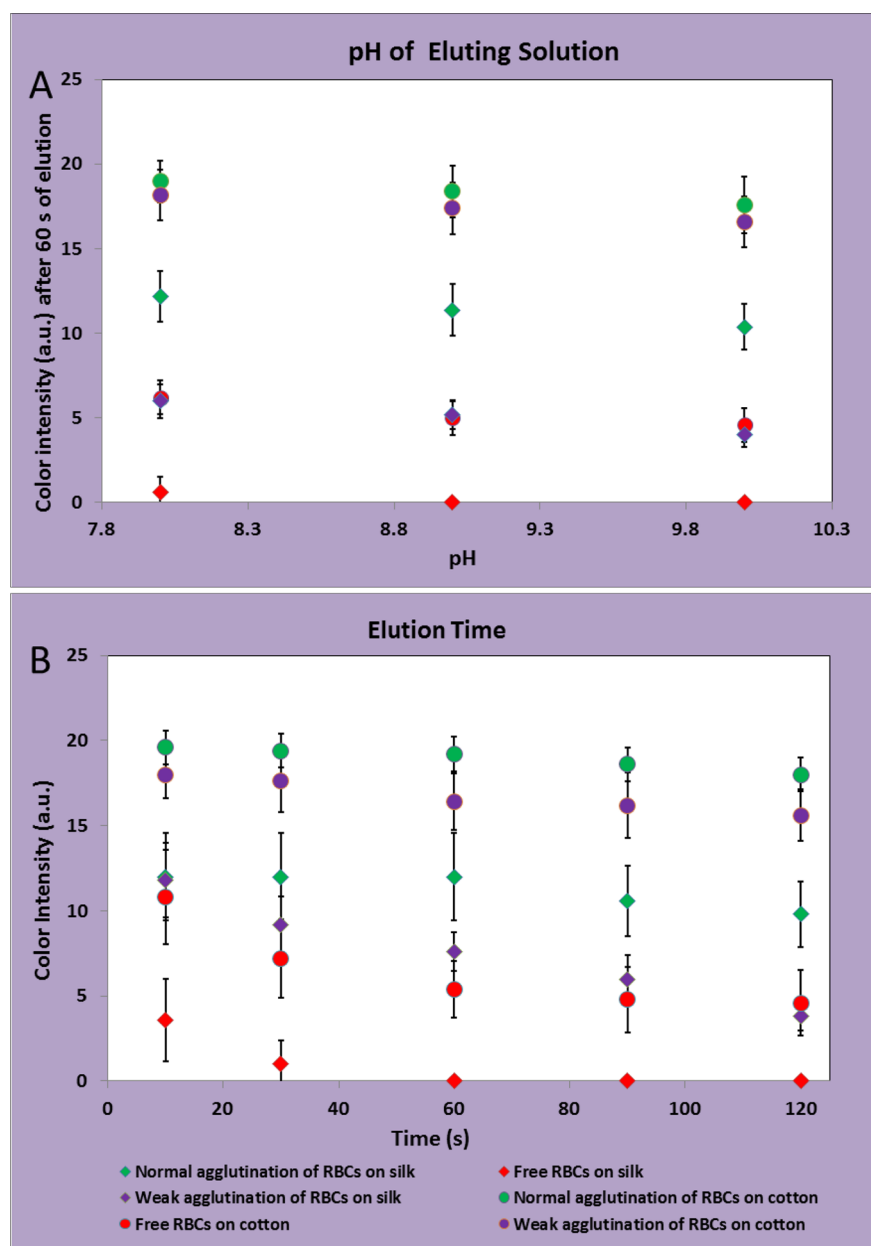 pH of Eluting Solution
A
Color intensity (a.u.) after 60 s of elution
25
20
15
10
5
0
7.8 8.3 8.8 9.3 9.8 10.3
pH
Elution Time
B
Color Intensity (a.u.)
25
20
15
10
5
0
0 20 40 60 80 100 120
Time (s)
Normal agglutination of RBCs on silk Free RBCs on silk
Weak agglutination of RBCs on silk Normal agglutination of RBCs on cotton
Free RBCs on cotton Weak agglutination of RBCs on cotton